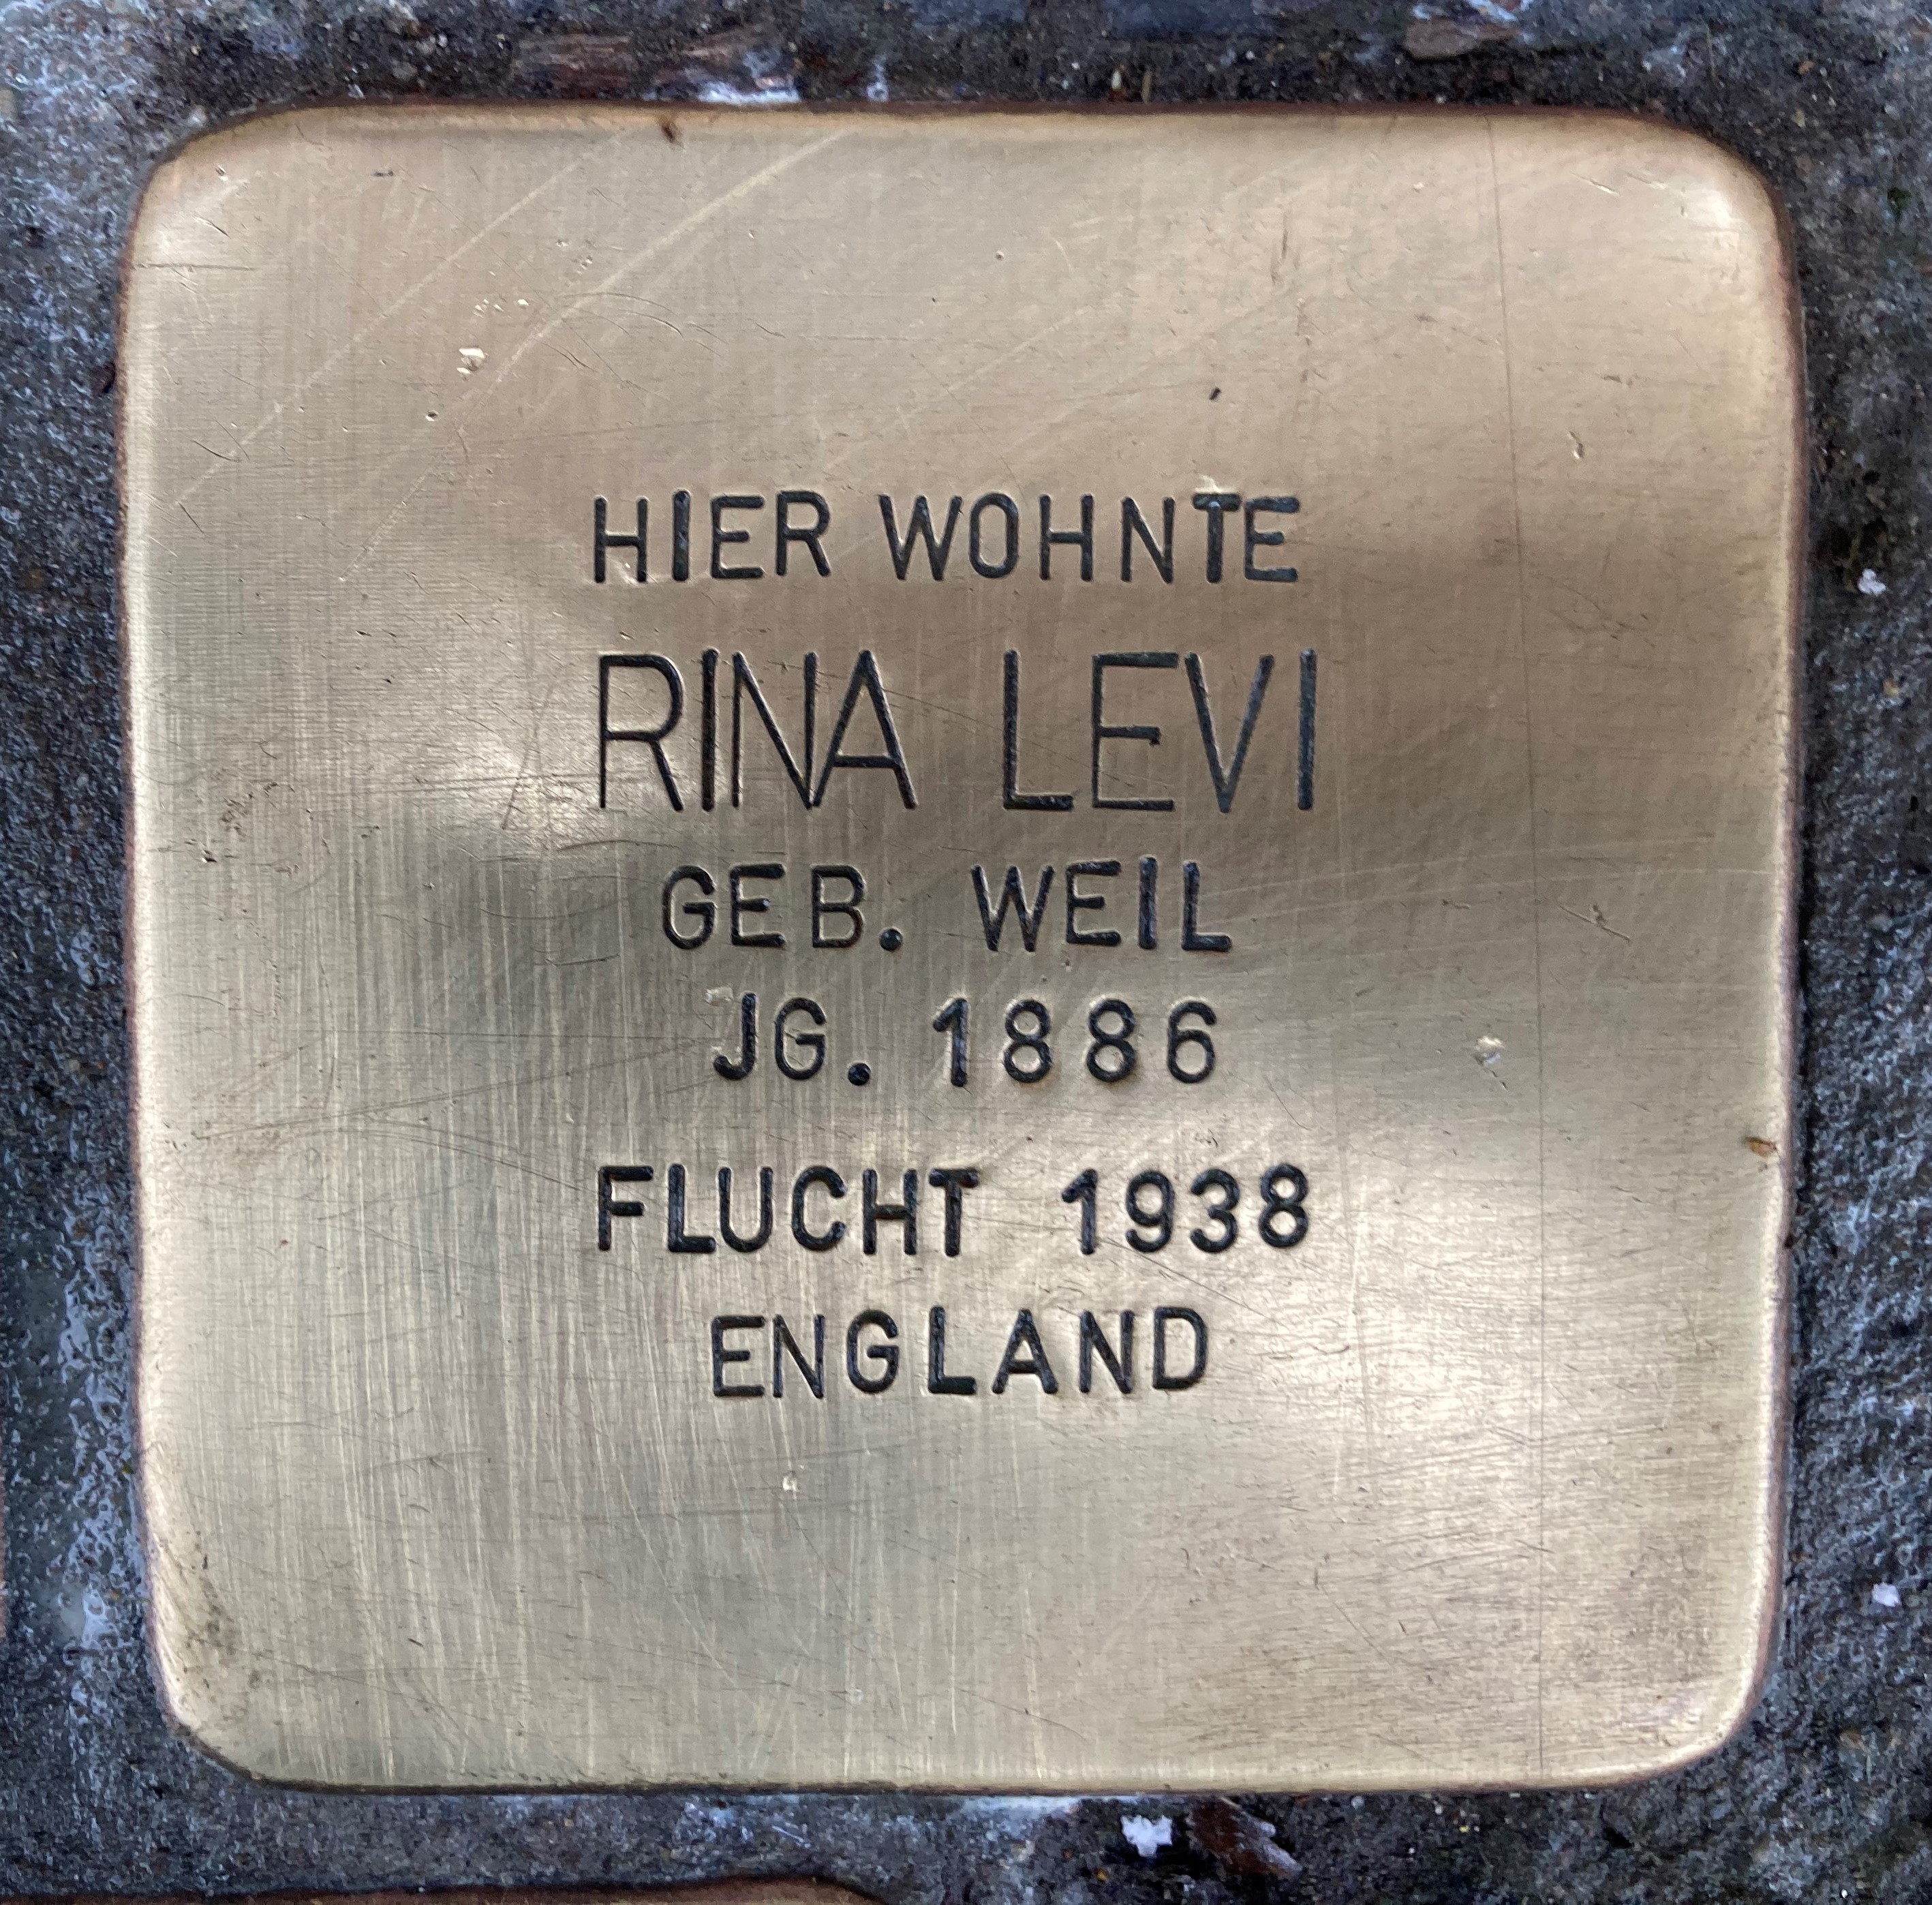 HIER WOHNTE
RINA LEVI
GEB. WEIL
JG. 1886
FLUCHT 1938
ENGLAND